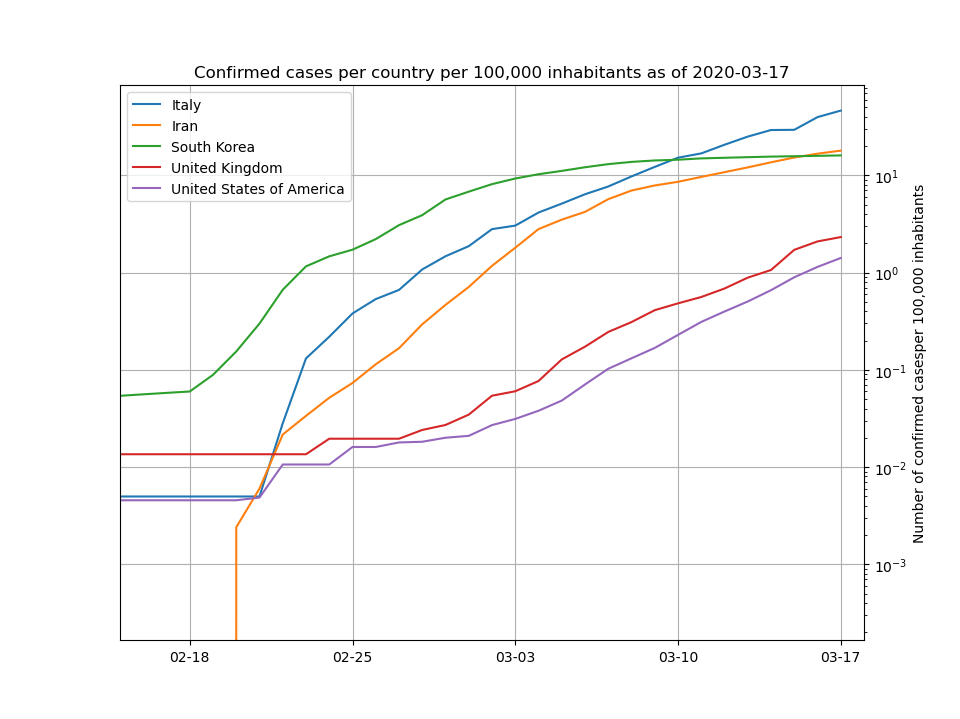 Confirmed cases per country per 100,000 inhabitants as of 2020-03-17
Italy
Iran
South Korea
United Kingdom
United States of America
10¹
10⁰
10⁻¹
10⁻²
10⁻³
Number of confirmed casesper 100,000 inhabitants
02-18
02-25
03-03
03-10
03-17